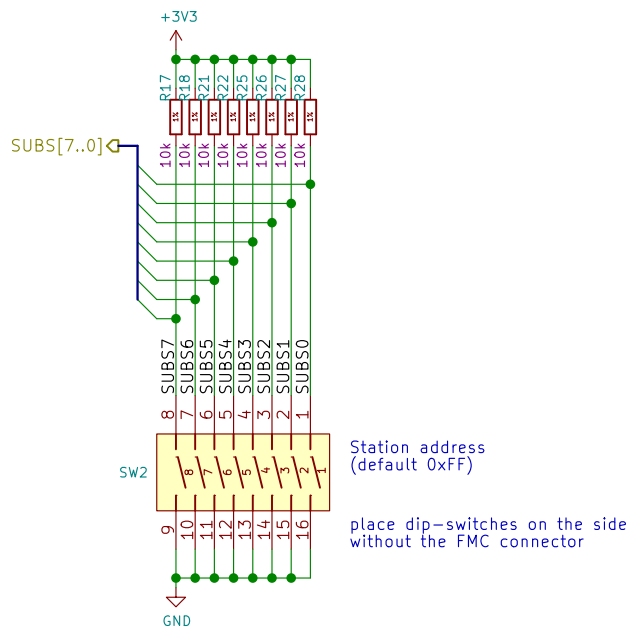 +3V3
R17 R18 R21 R22 R25 R26 R27 R28
1% 1% 1% 1% 1% 1% 1% 1%
10k 10k 10k 10k 10k 10k 10k 10k
SUBS[7..0]
SUBS7 SUBS6 SUBS5 SUBS4 SUBS3 SUBS2 SUBS1 SUBS0
8 7 6 5 4 3 2 1
SW2
8 7 6 5 4 3 2 1
Station address
(default 0xFF)
9 10 11 12 13 14 15 16
place dip-switches on the side
without the FMC connector
GND